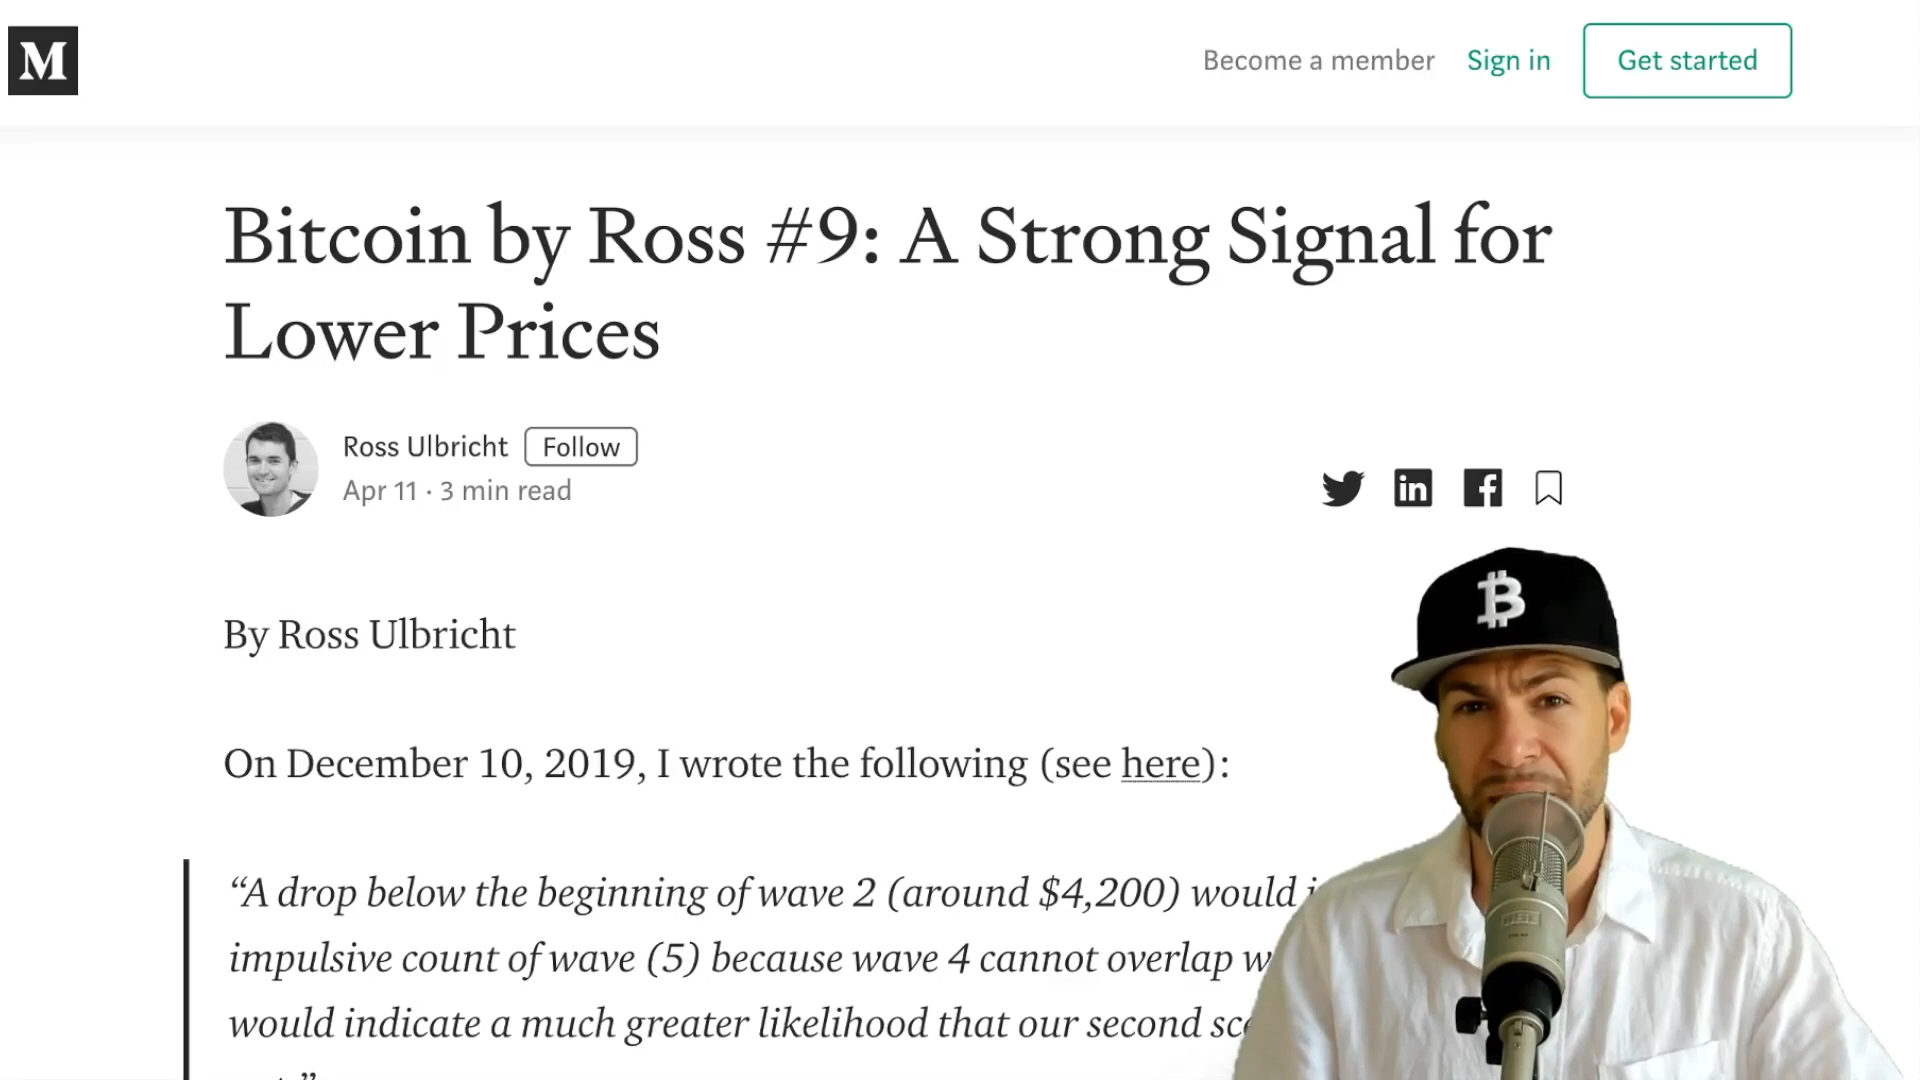 M
Become a member Sign in Get started
Bitcoin by Ross #9: A Strong Signal for
Lower Prices
Ross Ulbricht Follow
Apr 11 · 3 min read
By Ross Ulbricht
On December 10, 2019, I wrote the following (see here):
“A drop below the beginning of wave 2 (around $4,200) would
impulsive count of wave (5) because wave 4 cannot overlap
would indicate a much greater likelihood that our second